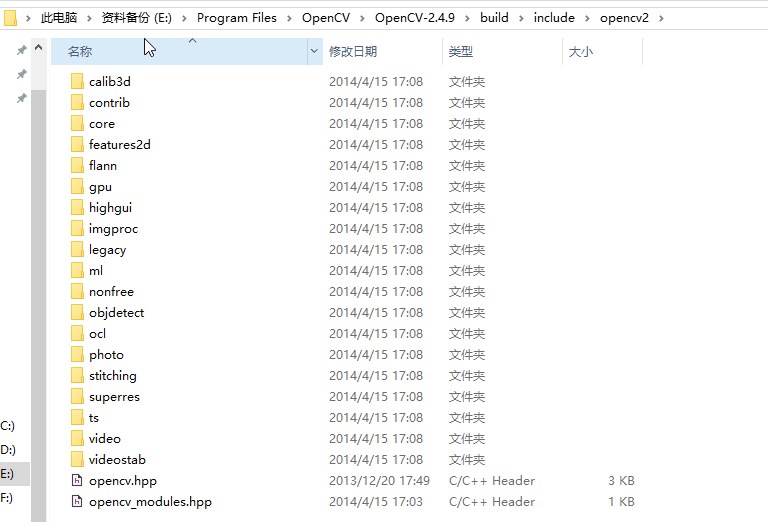 此电脑 > 资料备份 (E:) > Program Files > OpenCV > OpenCV-2.4.9 > build > include > opencv2 >
名称 修改日期 类型 大小
calib3d 2014/4/15 17:08 文件夹
contrib 2014/4/15 17:08 文件夹
core 2014/4/15 17:08 文件夹
features2d 2014/4/15 17:08 文件夹
flann 2014/4/15 17:08 文件夹
gpu 2014/4/15 17:08 文件夹
highgui 2014/4/15 17:08 文件夹
imgproc 2014/4/15 17:08 文件夹
legacy 2014/4/15 17:08 文件夹
ml 2014/4/15 17:08 文件夹
nonfree 2014/4/15 17:08 文件夹
objdetect 2014/4/15 17:08 文件夹
ocl 2014/4/15 17:08 文件夹
photo 2014/4/15 17:08 文件夹
stitching 2014/4/15 17:08 文件夹
superres 2014/4/15 17:08 文件夹
ts 2014/4/15 17:08 文件夹
video 2014/4/15 17:08 文件夹
videostab 2014/4/15 17:08 文件夹
opencv.hpp 2013/12/20 17:49 C/C++ Header 3 KB
opencv_modules.hpp 2014/4/15 17:03 C/C++ Header 1 KB
C:)
D:)
E:)
F:)